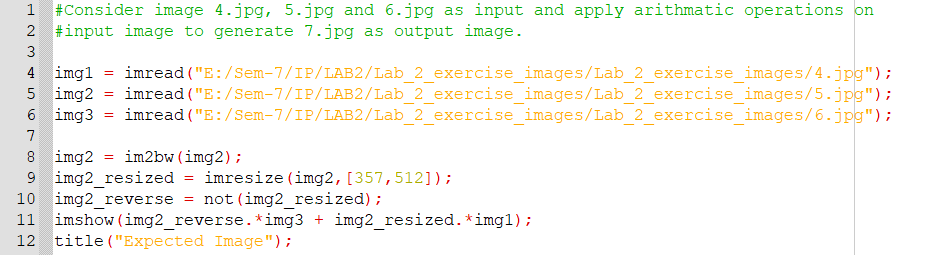 1 #Consider image 4.jpg, 5.jpg and 6.jpg as input and apply arithmatic operations on
2 #input image to generate 7.jpg as output image.
3
4 img1 = imread("E:/Sem-7/IP/LAB2/Lab_2_exercise_images/Lab_2_exercise_images/4.jpg");
5 img2 = imread("E:/Sem-7/IP/LAB2/Lab_2_exercise_images/Lab_2_exercise_images/5.jpg");
6 img3 = imread("E:/Sem-7/IP/LAB2/Lab_2_exercise_images/Lab_2_exercise_images/6.jpg");
7
8 img2 = im2bw(img2);
9 img2_resized = imresize(img2,[357,512]);
10 img2_reverse = not(img2_resized);
11 imshow(img2_reverse.*img3 + img2_resized.*img1);
12 title("Expected Image");